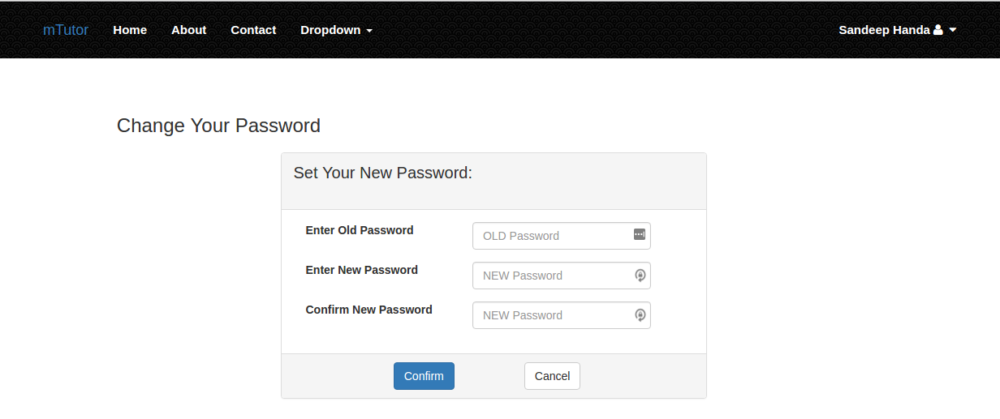 mTutor Home About Contact Dropdown Sandeep Handa
Change Your Password
Set Your New Password:
Enter Old Password OLD Password
Enter New Password NEW Password
Confirm New Password NEW Password
Confirm Cancel